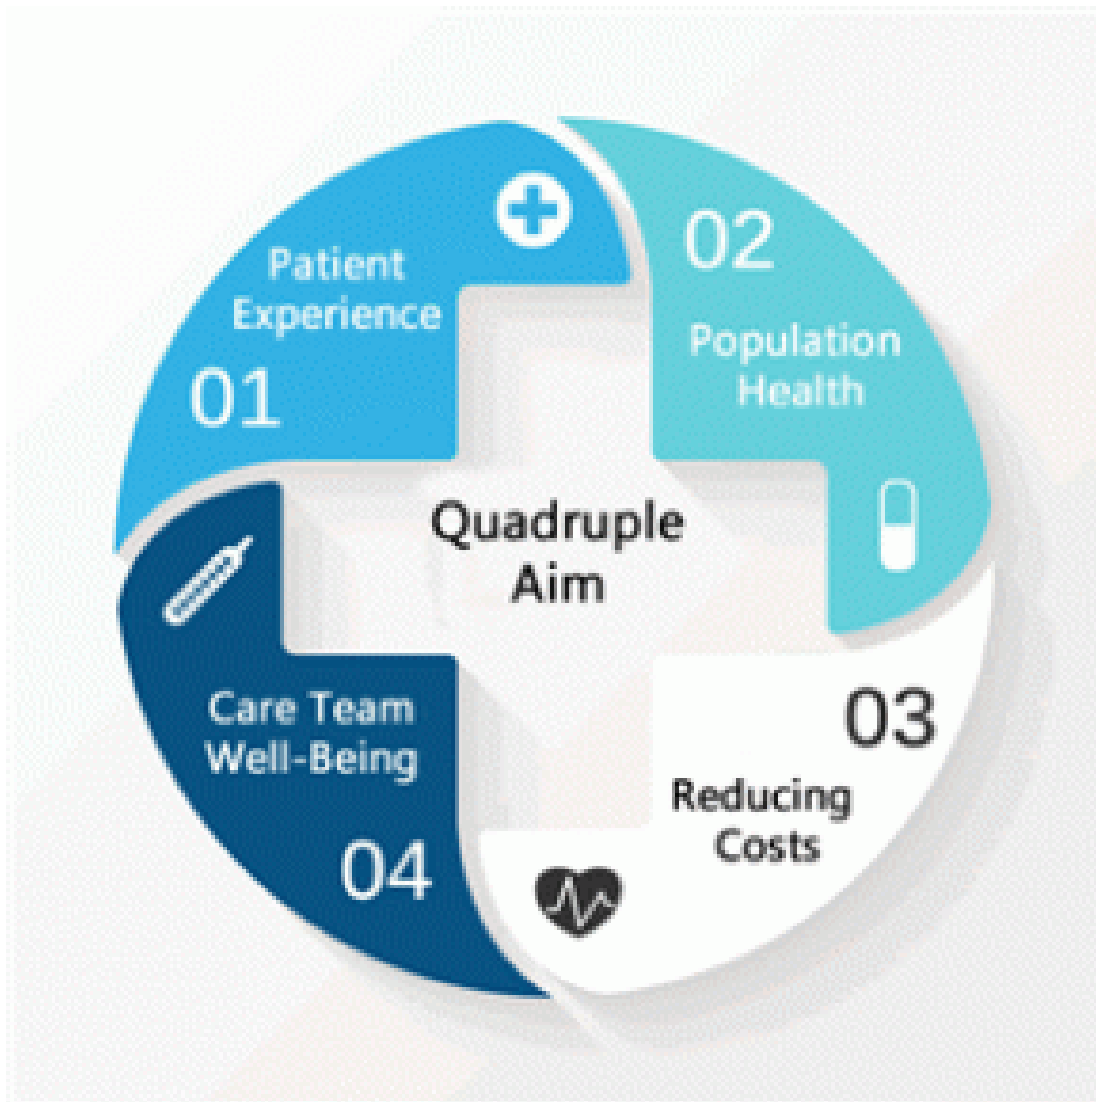 Patient
Experience
01
02
Population
Health
Quadruple
Aim
03
Reducing
Costs
Care Team
Well-Being
04